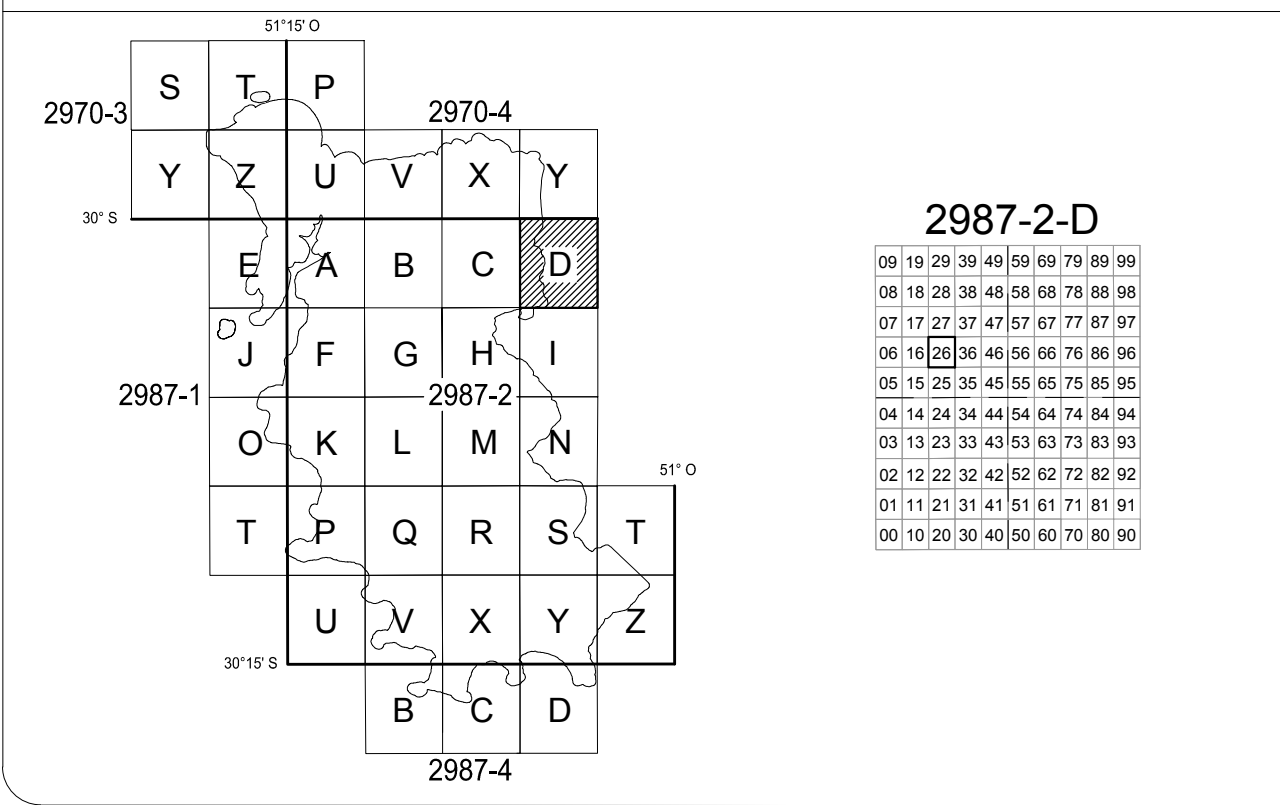 51°15' O
S T P
2970-3 2970-4
Y Z U V X Y
30° S
E A B C D
J F G H I
2987-1 2987-2
O K L M N
51° O
T P Q R S T
U V X Y Z
30°15' S
B C D
2987-4
2987-2-D
09 19 29 39 49 59 69 79 89 99
08 18 28 38 48 58 68 78 88 98
07 17 27 37 47 57 67 77 87 97
06 16 26 36 46 56 66 76 86 96
05 15 25 35 45 55 65 75 85 95
04 14 24 34 44 54 64 74 84 94
03 13 23 33 43 53 63 73 83 93
02 12 22 32 42 52 62 72 82 92
01 11 21 31 41 51 61 71 81 91
00 10 20 30 40 50 60 70 80 90